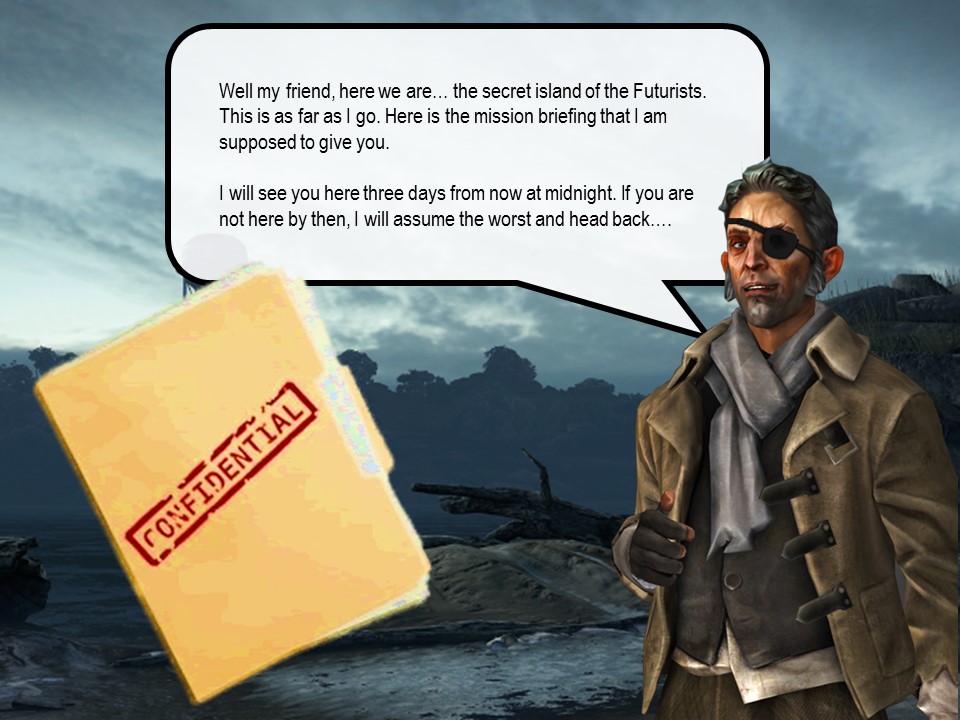 Well my friend, here we are… the secret island of the Futurists.
This is as far as I go. Here is the mission briefing that I am
supposed to give you.
I will see you here three days from now at midnight. If you are
not here by then, I will assume the worst and head back….
CONFIDENTIAL